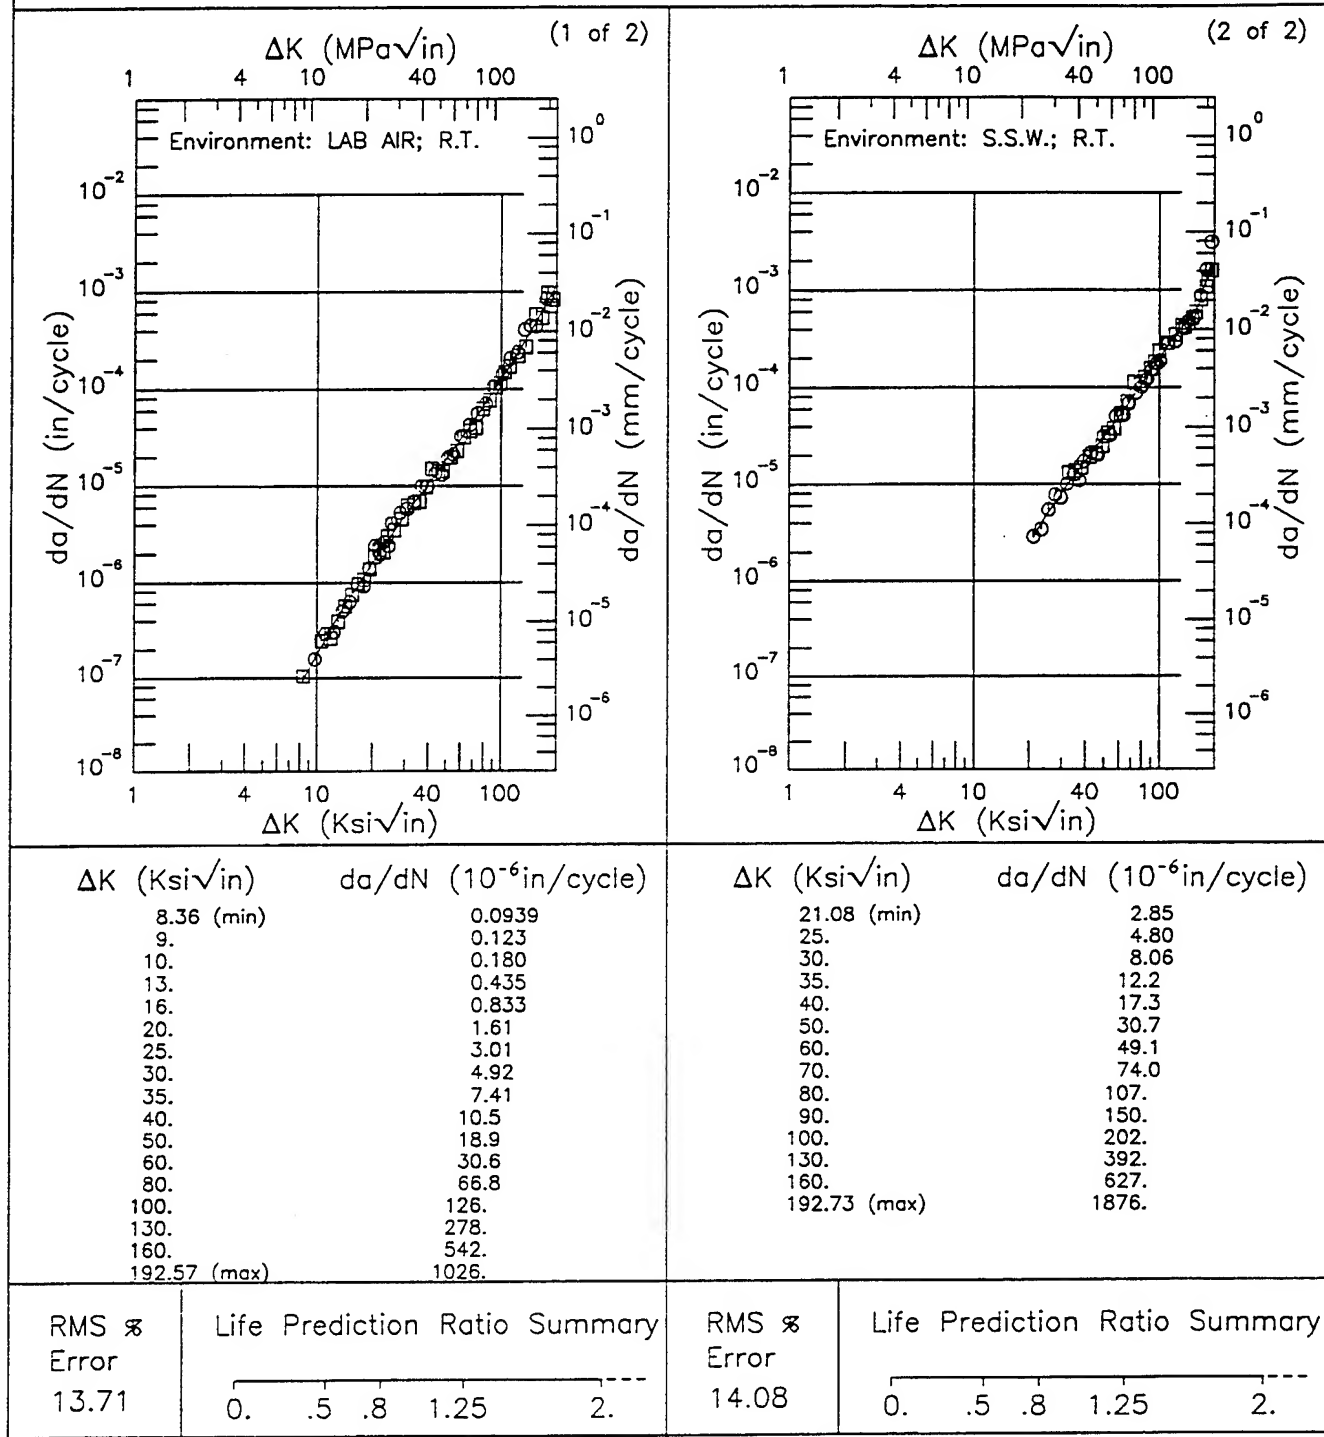 (1 of 2)
ΔK (MPa√in)
1 4 10 40 100
Environment: LAB AIR; R.T.
da/dN (in/cycle)
10⁻²
10⁻³
10⁻⁴
10⁻⁵
10⁻⁶
10⁻⁷
10⁻⁸
10⁰
10⁻¹
10⁻²
10⁻³
10⁻⁴
10⁻⁵
10⁻⁶
da/dN (mm/cycle)
1 4 10 40 100
ΔK (Ksi√in)
ΔK (Ksi√in) da/dN (10⁻⁶in/cycle)
8.36 (min) 0.0939
9. 0.123
10. 0.180
13. 0.435
16. 0.833
20. 1.61
25. 3.01
30. 4.92
35. 7.41
40. 10.5
50. 18.9
60. 30.6
80. 66.8
100. 126.
130. 278.
160. 542.
192.57 (max) 1026.
RMS %
Error
13.71
Life Prediction Ratio Summary
0. .5 .8 1.25 2.
(2 of 2)
ΔK (MPa√in)
1 4 10 40 100
Environment: S.S.W.; R.T.
da/dN (in/cycle)
10⁻²
10⁻³
10⁻⁴
10⁻⁵
10⁻⁶
10⁻⁷
10⁻⁸
10⁰
10⁻¹
10⁻²
10⁻³
10⁻⁴
10⁻⁵
10⁻⁶
da/dN (mm/cycle)
1 4 10 40 100
ΔK (Ksi√in)
ΔK (Ksi√in) da/dN (10⁻⁶in/cycle)
21.08 (min) 2.85
25. 4.80
30. 8.06
35. 12.2
40. 17.3
50. 30.7
60. 49.1
70. 74.0
80. 107.
90. 150.
100. 202.
130. 392.
160. 627.
192.73 (max) 1876.
RMS %
Error
14.08
Life Prediction Ratio Summary
0. .5 .8 1.25 2.